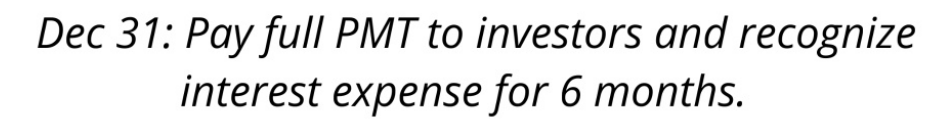 Dec 31: Pay full PMT to investors and recognize
interest expense for 6 months.